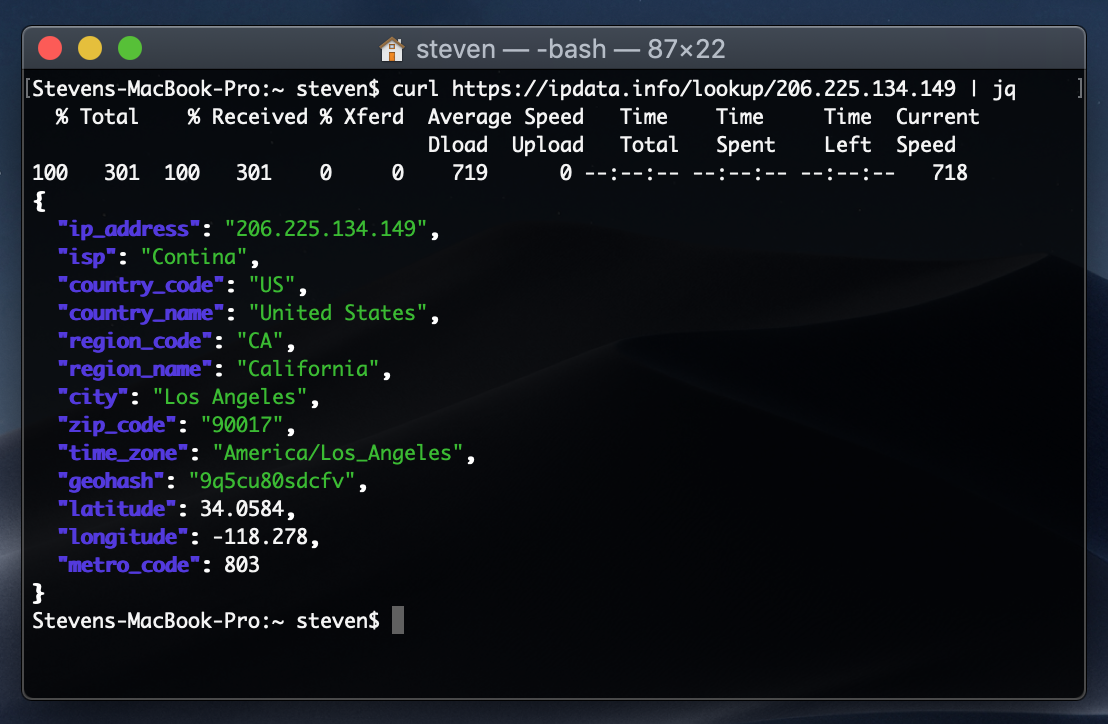 steven — -bash — 87×22
[Stevens-MacBook-Pro:~ steven$ curl https://ipdata.info/lookup/206.225.134.149 | jq ]
  % Total    % Received % Xferd  Average Speed   Time    Time     Time  Current
                                 Dload  Upload   Total   Spent    Left  Speed
100   301  100   301    0     0    719      0 --:--:-- --:--:-- --:--:--   718
{
  "ip_address": "206.225.134.149",
  "isp": "Contina",
  "country_code": "US",
  "country_name": "United States",
  "region_code": "CA",
  "region_name": "California",
  "city": "Los Angeles",
  "zip_code": "90017",
  "time_zone": "America/Los_Angeles",
  "geohash": "9q5cu80sdcfv",
  "latitude": 34.0584,
  "longitude": -118.278,
  "metro_code": 803
}
Stevens-MacBook-Pro:~ steven$